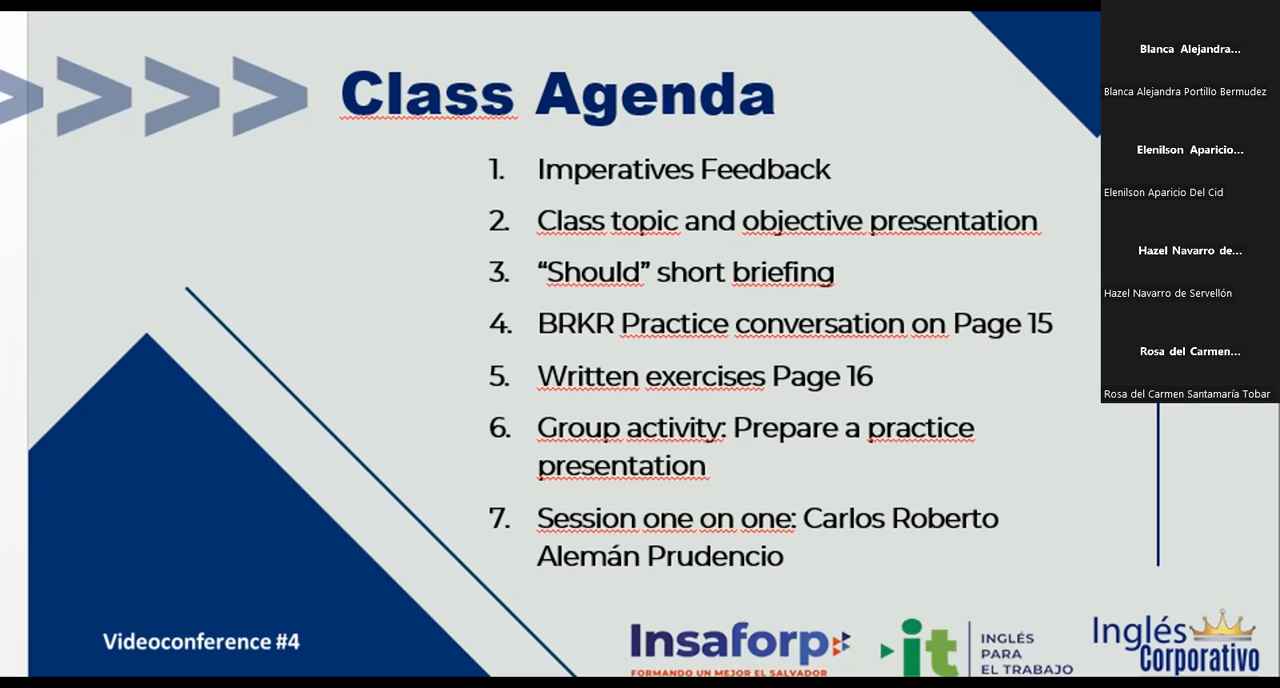 Class Agenda
1. Imperatives Feedback
2. Class topic and objective presentation
3. “Should” short briefing
4. BRKR Practice conversation on Page 15
5. Written exercises Page 16
6. Group activity: Prepare a practice
presentation
7. Session one on one: Carlos Roberto
Alemán Prudencio
Videoconference #4
Insaforp
FORMANDO UN MEJOR EL SALVADOR
it
INGLÉS
PARA
EL TRABAJO
Inglés
Corporativo
Blanca Alejandra...
Blanca Alejandra Portillo Bermudez
Elenilson Aparicio...
Elenilson Aparicio Del Cid
Hazel Navarro de...
Hazel Navarro de Servellón
Rosa del Carmen...
Rosa del Carmen Santamaría Tobar